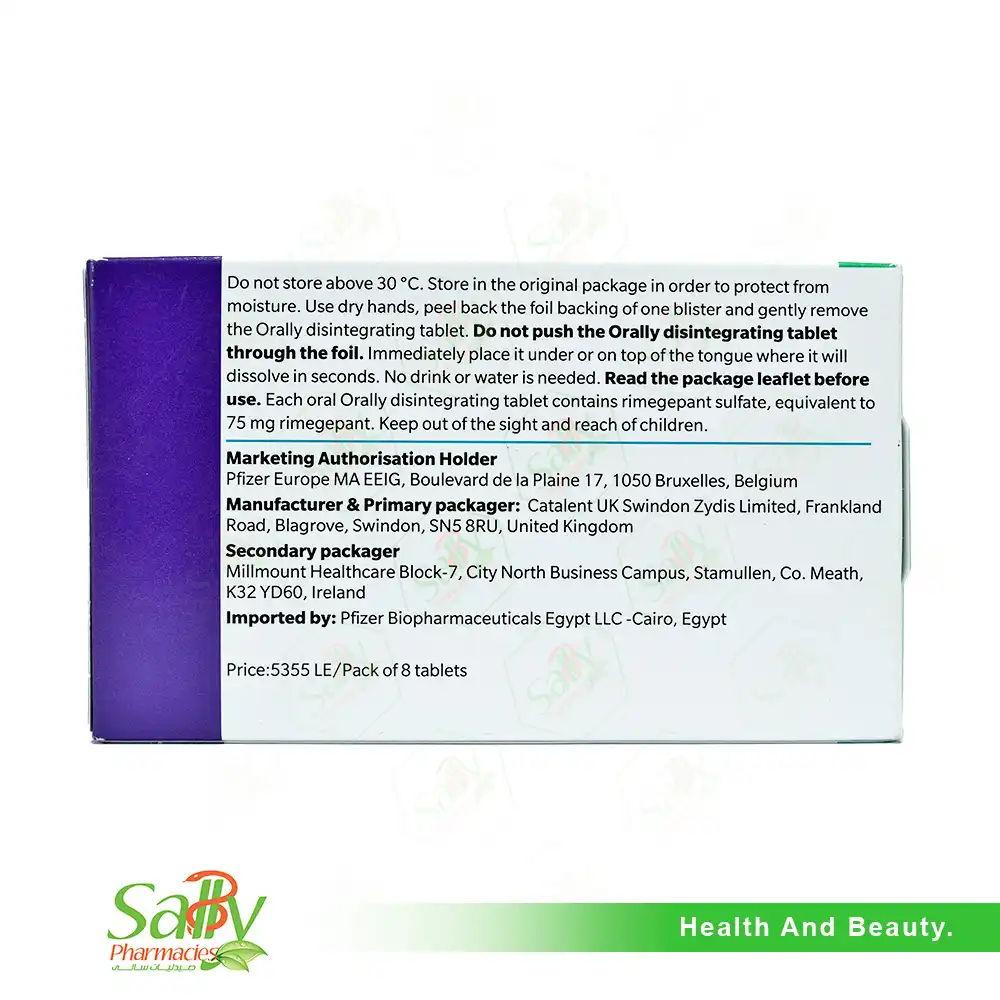 Do not store above 30 °C. Store in the original package in order to protect from
moisture. Use dry hands, peel back the foil backing of one blister and gently remove
the Orally disintegrating tablet. Do not push the Orally disintegrating tablet
through the foil. Immediately place it under or on top of the tongue where it will
dissolve in seconds. No drink or water is needed. Read the package leaflet before
use. Each oral Orally disintegrating tablet contains rimegepant sulfate, equivalent to
75 mg rimegepant. Keep out of the sight and reach of children.
Marketing Authorisation Holder
Pfizer Europe MA EEIG, Boulevard de la Plaine 17, 1050 Bruxelles, Belgium
Manufacturer & Primary packager: Catalent UK Swindon Zydis Limited, Frankland
Road, Blagrove, Swindon, SN5 8RU, United Kingdom
Secondary packager
Millmount Healthcare Block-7, City North Business Campus, Stamullen, Co. Meath,
K32 YD60, Ireland
Imported by: Pfizer Biopharmaceuticals Egypt LLC -Cairo, Egypt
Price:5355 LE/Pack of 8 tablets
Sally
Pharmacies
صيدليات سالي
Health And Beauty.